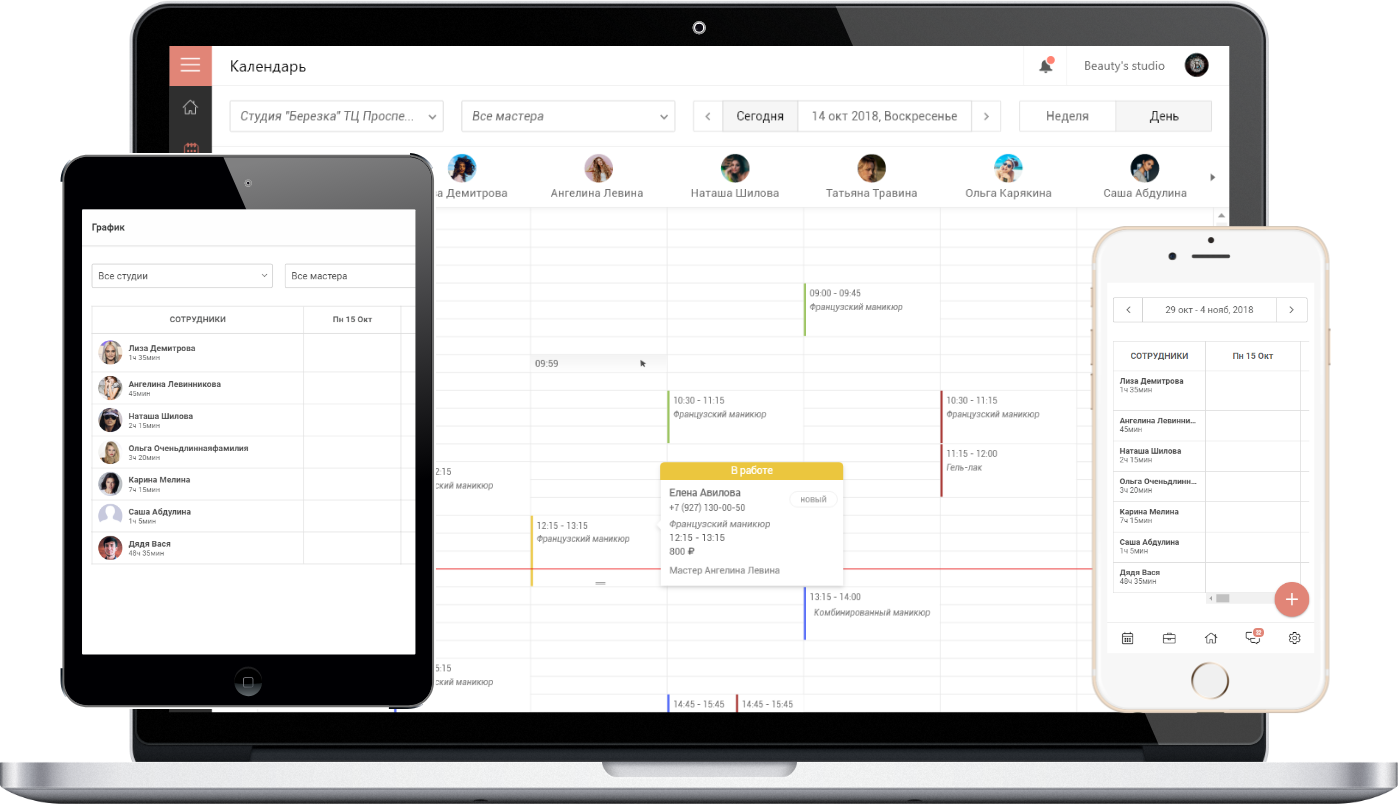 Календарь
Beauty's studio
Студия "Березка" ТЦ Проспе...
Все мастера
Сегодня
14 окт 2018, Воскресенье
Неделя
День
Демитрова
Ангелина Левина
Наташа Шилова
Татьяна Травина
Ольга Карякина
Саша Абдулина
09:00 - 09:45
Французский маникюр
09:59
10:30 - 11:15
Французский маникюр
10:30 - 11:15
Французский маникюр
11:15 - 12:00
Гель-лак
2:15
ский маникюр
12:15 - 13:15
Французский маникюр
В работе
Елена Авилова
новый
+7 (927) 130-00-50
Французский маникюр
12:15 - 13:15
800 ₽
Мастер Ангелина Левина
13:15 - 14:00
Комбинированный маникюр
5:15
ский маникюр
14:45 - 15:45
14:45 - 15:45
График
Все студии
Все мастера
СОТРУДНИКИ
Пн 15 Окт
Лиза Демитрова
1ч 35мин
Ангелина Левинникова
45мин
Наташа Шилова
2ч 15мин
Ольга Оченьдлиннаяфамилия
3ч 20мин
Карина Мелина
7ч 15мин
Саша Абдулина
1ч 5мин
Дядя Вася
48ч 35мин
29 окт - 4 нояб, 2018
СОТРУДНИКИ
Пн 15 Окт
Лиза Демитрова
1ч 35мин
Ангелина Левинни...
45мин
Наташа Шилова
2ч 15мин
Ольга Оченьдлинн...
3ч 20мин
Карина Мелина
7ч 15мин
Саша Абдулина
1ч 5мин
Дядя Вася
48ч 35мин
+